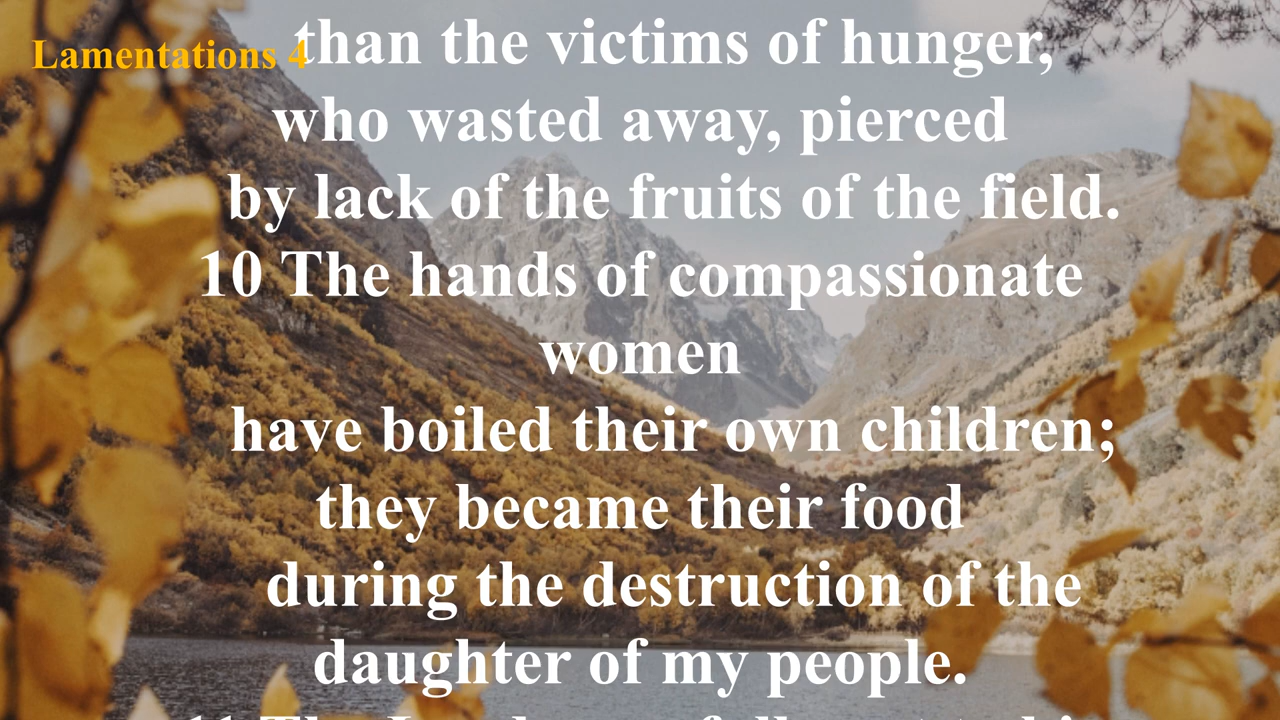 Lamentations 4
than the victims of hunger,
who wasted away, pierced
by lack of the fruits of the field.
10 The hands of compassionate
women
have boiled their own children;
they became their food
during the destruction of the
daughter of my people.